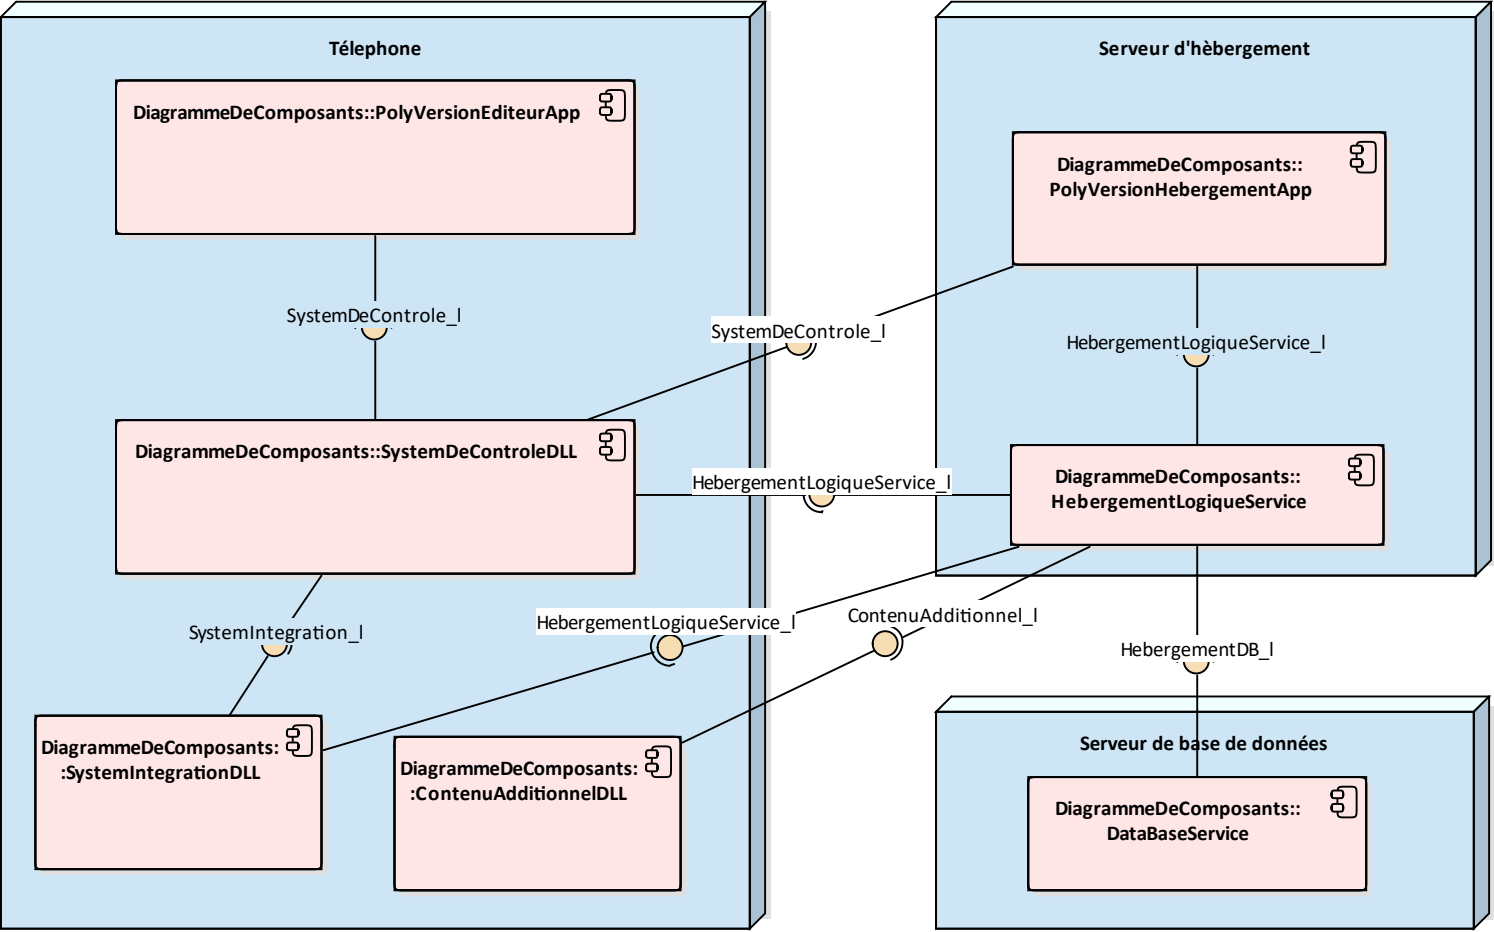 Télephone
DiagrammeDeComposants::PolyVersionEditeurApp
SystemDeControle_I
DiagrammeDeComposants::SystemDeControleDLL
SystemIntegration_I
DiagrammeDeComposants:
:SystemIntegrationDLL
DiagrammeDeComposants:
:ContenuAdditionnelDLL
SystemDeControle_I
HebergementLogiqueService_I
HebergementLogiqueService_I
ContenuAdditionnel_I
Serveur d'hèbergement
DiagrammeDeComposants::
PolyVersionHebergementApp
HebergementLogiqueService_I
DiagrammeDeComposants::
HebergementLogiqueService
HebergementDB_I
Serveur de base de données
DiagrammeDeComposants::
DataBaseService